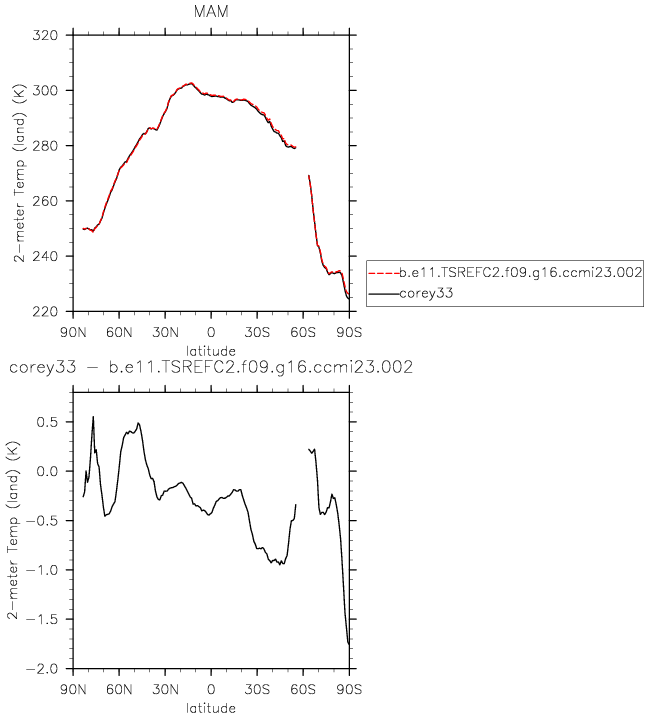 MAM
320
300
280
260
240
220
2-meter Temp (land) (K)
90N 60N 30N 0 30S 60S 90S
latitude
b.e11.TSREFC2.f09.g16.ccmi23.002
corey33
corey33 - b.e11.TSREFC2.f09.g16.ccmi23.002
0.5
0.0
-0.5
-1.0
-1.5
-2.0
2-meter Temp (land) (K)
90N 60N 30N 0 30S 60S 90S
latitude